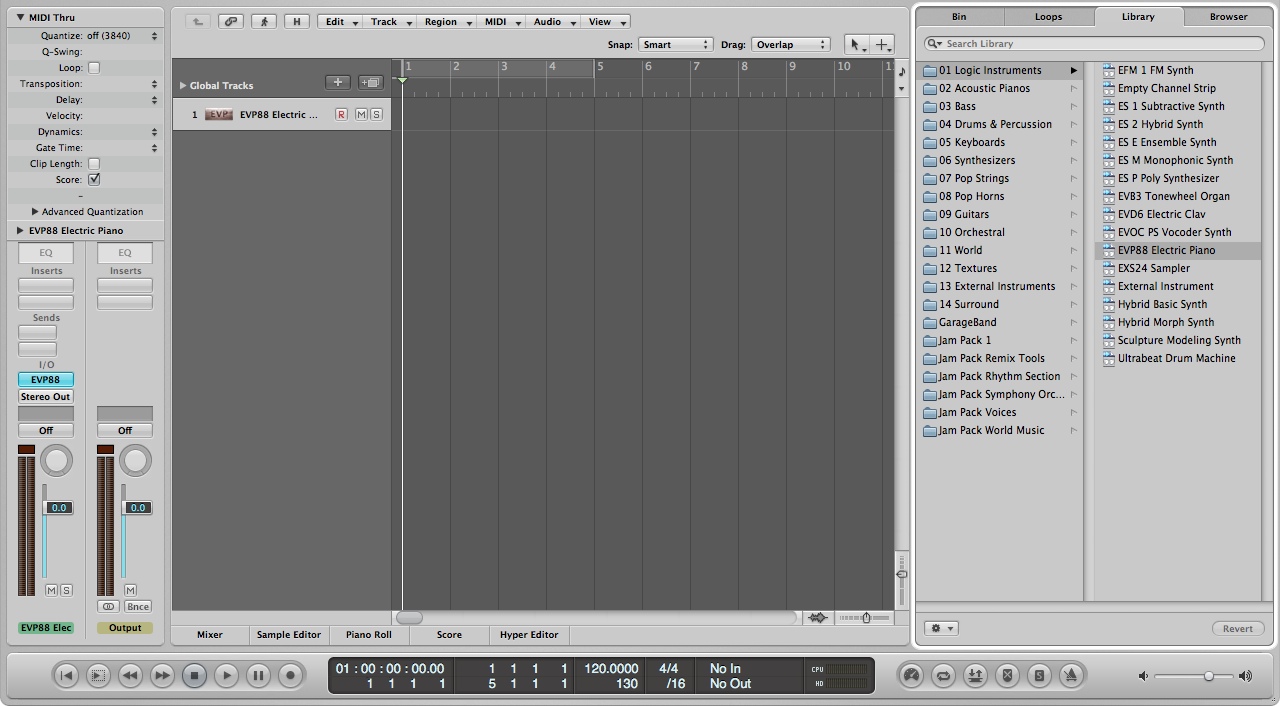 MIDI Thru
Quantize: off (3840)
Q-Swing:
Loop:
Transposition:
Delay:
Velocity:
Dynamics:
Gate Time:
Clip Length:
Score:
–
Advanced Quantization
EVP88 Electric Piano
EQ EQ
Inserts Inserts
Sends
I/O
EVP88
Stereo Out
Off Off
0.0 0.0
M S M
Bnce
EVP88 Elec Output
H Edit Track Region MIDI Audio View
Snap: Smart Drag: Overlap
1 2 3 4 5 6 7 8 9 10 1
Global Tracks
1 EVP EVP88 Electric ... R M S
Mixer Sample Editor Piano Roll Score Hyper Editor
Bin Loops Library Browser
Search Library
01 Logic Instruments
02 Acoustic Pianos
03 Bass
04 Drums & Percussion
05 Keyboards
06 Synthesizers
07 Pop Strings
08 Pop Horns
09 Guitars
10 Orchestral
11 World
12 Textures
13 External Instruments
14 Surround
GarageBand
Jam Pack 1
Jam Pack Remix Tools
Jam Pack Rhythm Section
Jam Pack Symphony Orc...
Jam Pack Voices
Jam Pack World Music
EFM 1 FM Synth
Empty Channel Strip
ES 1 Subtractive Synth
ES 2 Hybrid Synth
ES E Ensemble Synth
ES M Monophonic Synth
ES P Poly Synthesizer
EVB3 Tonewheel Organ
EVD6 Electric Clav
EVOC PS Vocoder Synth
EVP88 Electric Piano
EXS24 Sampler
External Instrument
Hybrid Basic Synth
Hybrid Morph Synth
Sculpture Modeling Synth
Ultrabeat Drum Machine
Revert
01 : 00 : 00 : 00.00 1 1 1 1 120.0000 4/4 No In CPU
1 1 1 1 5 1 1 1 130 /16 No Out HD
S